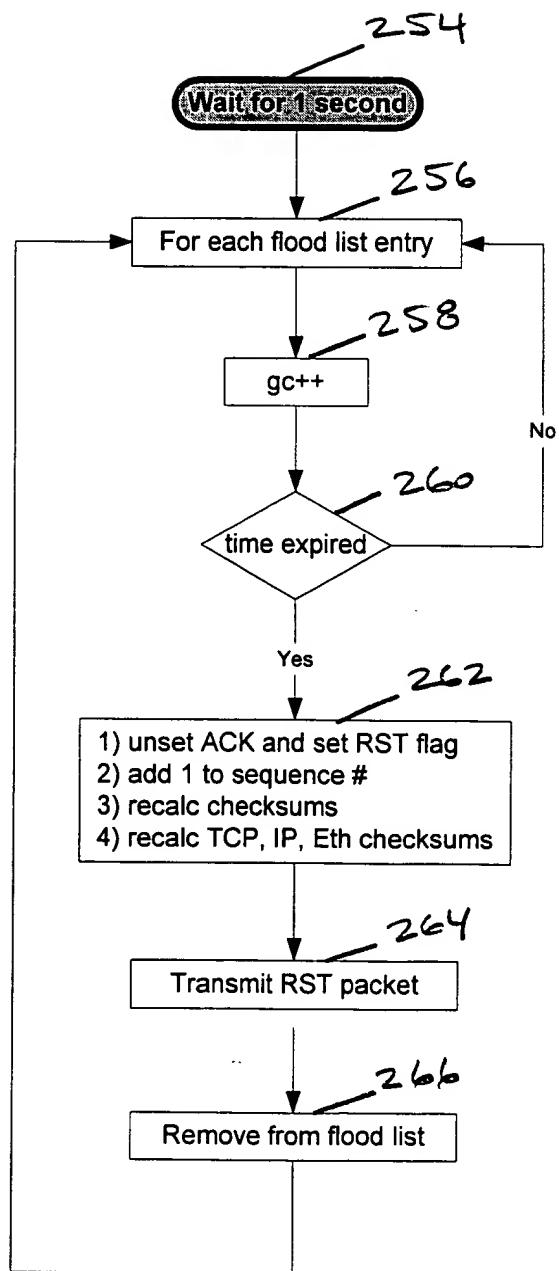 254
Wait for 1 second
256
For each flood list entry
258
gc++
No
260
time expired
Yes
262
1) unset ACK and set RST flag
2) add 1 to sequence #
3) recalc checksums
4) recalc TCP, IP, Eth checksums
264
Transmit RST packet
266
Remove from flood list